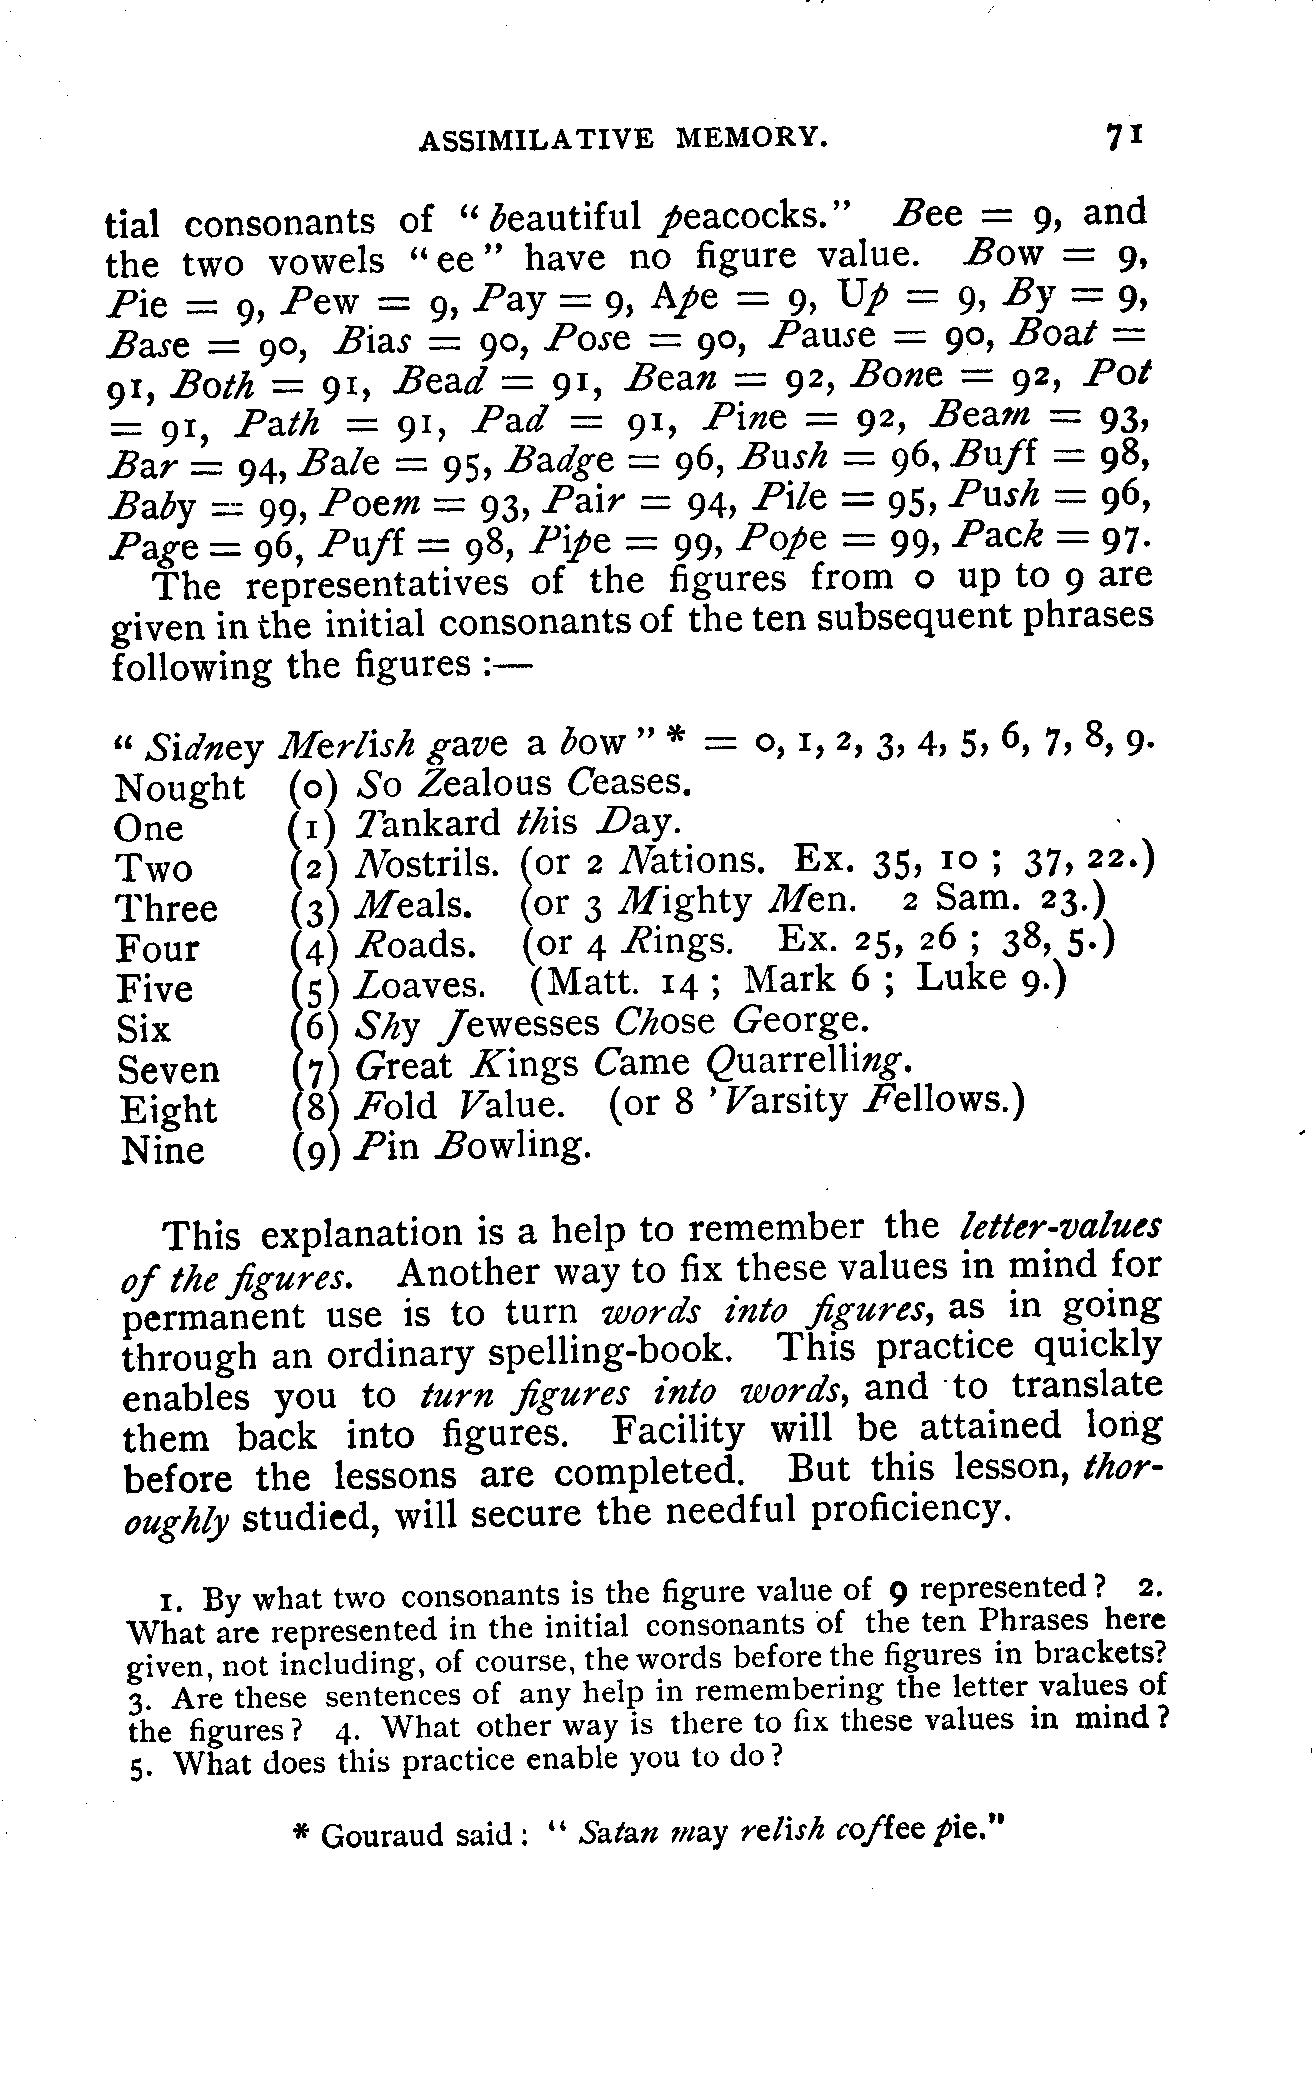 ASSIMILATIVE MEMORY. 71
tial consonants of "beautiful peacocks." Bee = 9, and
the two vowels "ee" have no figure value. Bow = 9,
Pie = 9, Pew = 9, Pay = 9, Ape = 9, Up = 9, By = 9,
Base = 90, Bias = 90, Pose = 90, Pause = 90, Boat =
91, Both = 91, Bead = 91, Bean = 92, Bone = 92, Pot
= 91, Path = 91, Pad = 91, Pine = 92, Beam = 93,
Bar = 94, Bale = 95, Badge = 96, Bush = 96, Buff = 98,
Baby = 99, Poem = 93, Pair = 94, Pile = 95, Push = 96,
Page = 96, Puff = 98, Pipe = 99, Pope = 99, Pack = 97.
The representatives of the figures from 0 up to 9 are
given in the initial consonants of the ten subsequent phrases
following the figures :—
"Sidney Merlish gave a bow" * = 0, 1, 2, 3, 4, 5, 6, 7, 8, 9.
Nought (0) So Zealous Ceases.
One (1) Tankard this Day.
Two (2) Nostrils. (or 2 Nations. Ex. 35, 10 ; 37, 22.)
Three (3) Meals. (or 3 Mighty Men. 2 Sam. 23.)
Four (4) Roads. (or 4 Rings. Ex. 25, 26 ; 38, 5.)
Five (5) Loaves. (Matt. 14 ; Mark 6 ; Luke 9.)
Six (6) Shy Jewesses Chose George.
Seven (7) Great Kings Came Quarrelling.
Eight (8) Fold Value. (or 8 'Varsity Fellows.)
Nine (9) Pin Bowling.
This explanation is a help to remember the letter-values
of the figures. Another way to fix these values in mind for
permanent use is to turn words into figures, as in going
through an ordinary spelling-book. This practice quickly
enables you to turn figures into words, and to translate
them back into figures. Facility will be attained long
before the lessons are completed. But this lesson, thor-
oughly studied, will secure the needful proficiency.
1. By what two consonants is the figure value of 9 represented? 2.
What are represented in the initial consonants of the ten Phrases here
given, not including, of course, the words before the figures in brackets?
3. Are these sentences of any help in remembering the letter values of
the figures? 4. What other way is there to fix these values in mind?
5. What does this practice enable you to do?
* Gouraud said: "Satan may relish coffee pie."